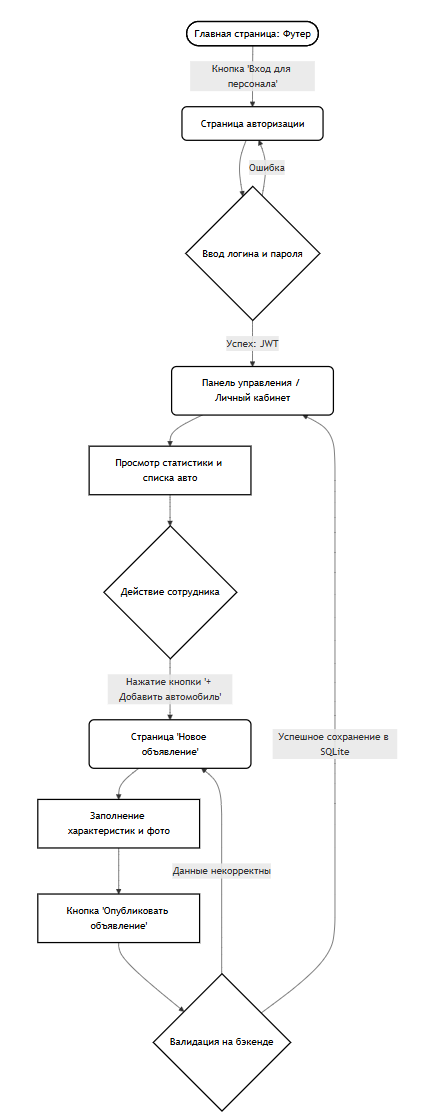 Главная страница: Футер
Кнопка 'Вход для
персонала'
Страница авторизации
Ошибка
Ввод логина и пароля
Успех: JWT
Панель управления /
Личный кабинет
Просмотр статистики и
списка авто
Действие сотрудника
Нажатие кнопки '+
Добавить автомобиль'
Страница 'Новое
объявление'
Успешное сохранение в
SQLite
Заполнение
характеристик и фото
Данные некорректны
Кнопка 'Опубликовать
объявление'
Валидация на бэкенде